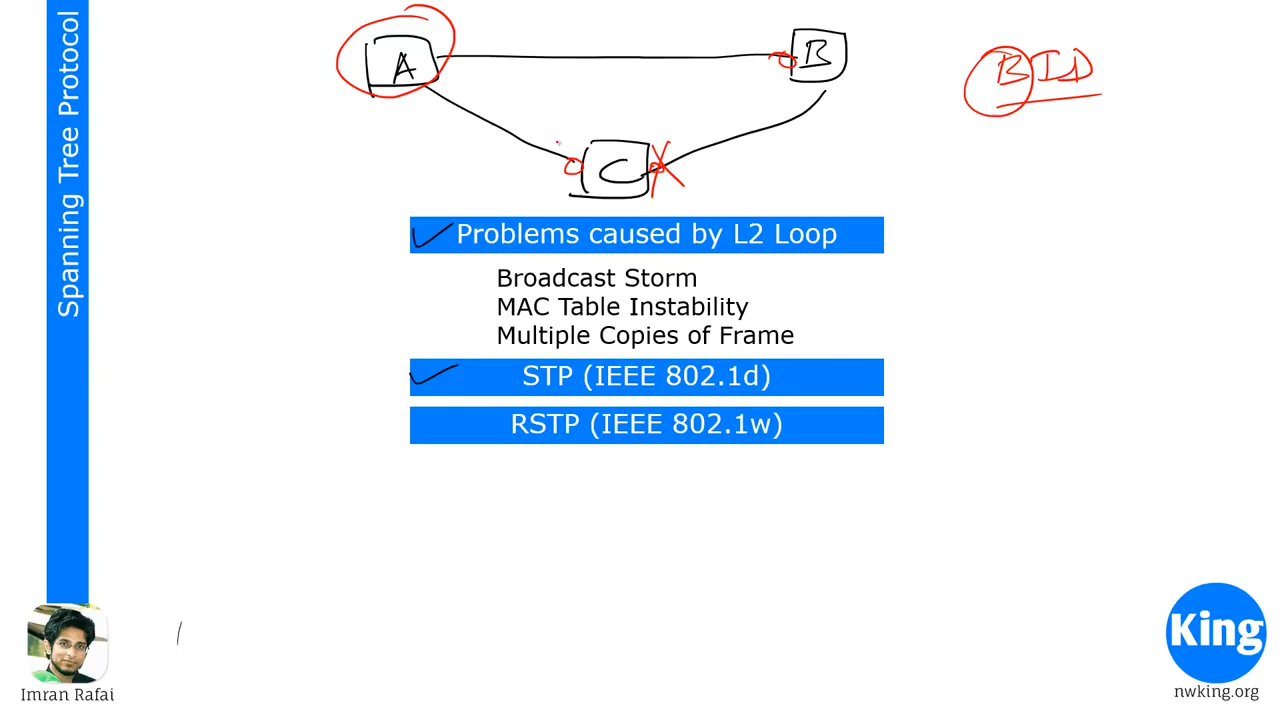 Spanning Tree Protocol
A
B
BID
C
Problems caused by L2 Loop
Broadcast Storm
MAC Table Instability
Multiple Copies of Frame
STP (IEEE 802.1d)
RSTP (IEEE 802.1w)
Imran Rafai
King
nwking.org